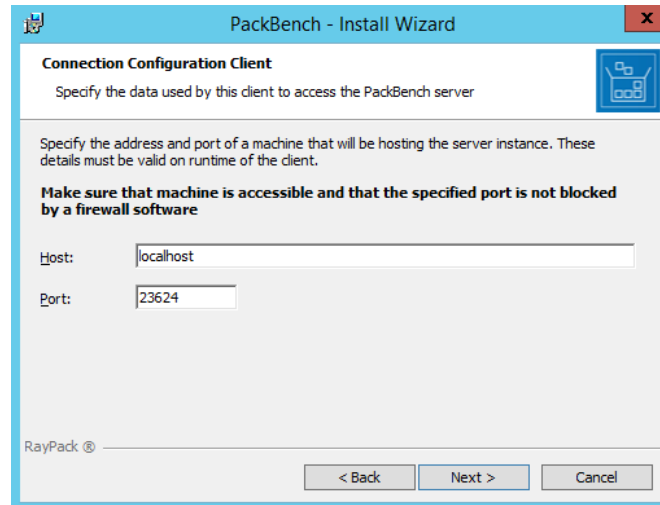 PackBench - Install Wizard
x
Connection Configuration Client
Specify the data used by this client to access the PackBench server
Specify the address and port of a machine that will be hosting the server instance. These
details must be valid on runtime of the client.
Make sure that machine is accessible and that the specified port is not blocked
by a firewall software
Host: localhost
Port: 23624
RayPack ®
< Back Next > Cancel